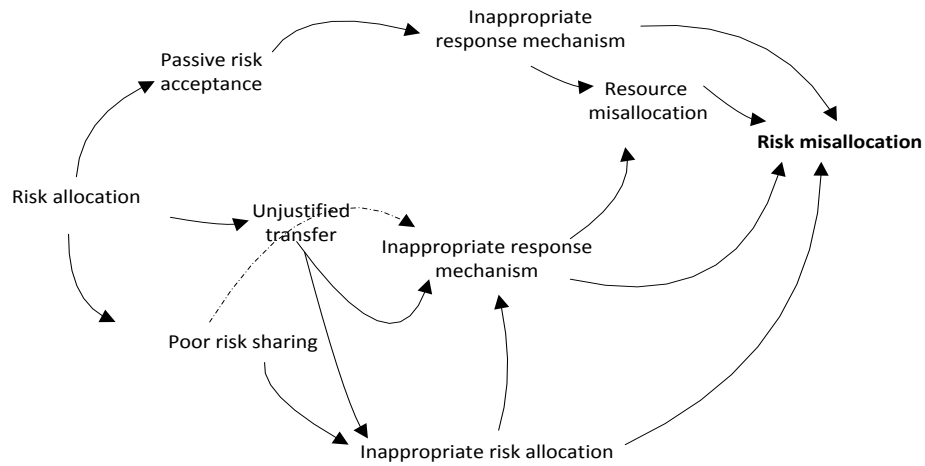 Inappropriate
response mechanism
Passive risk
acceptance
Resource
misallocation
Risk misallocation
Risk allocation
Unjustified
transfer
Inappropriate response
mechanism
Poor risk sharing
Inappropriate risk allocation